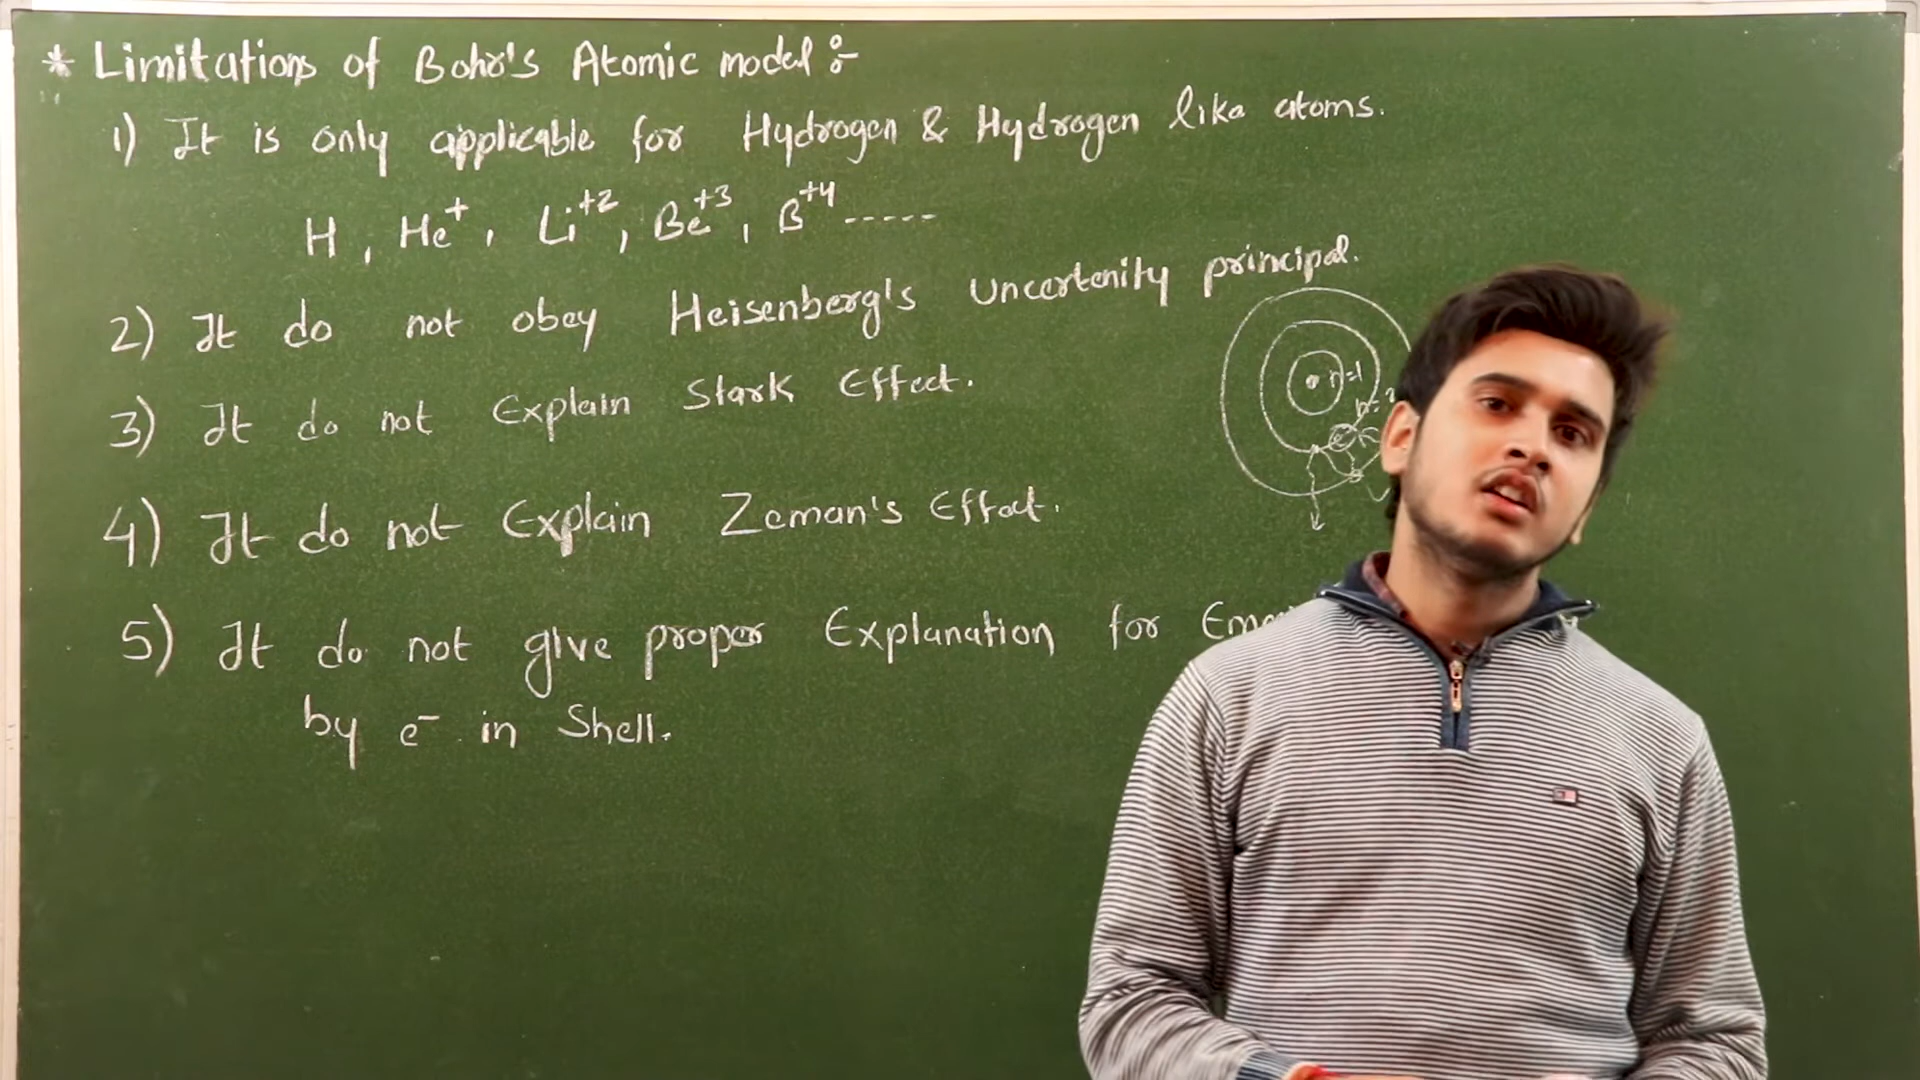 * Limitations of Bohr's Atomic model :-
1) It is only applicable for Hydrogen & Hydrogen like atoms.
H, He⁺, Li⁺², Be⁺³, B⁺⁴ ------
2) It do not obey Heisenberg's Uncertenity principal.
n=1
n=2
e⁻
3) It do not Explain Stark Effect.
4) It do not Explain Zeman's Effect.
5) It do not give proper Explanation for
by e⁻ in Shell.